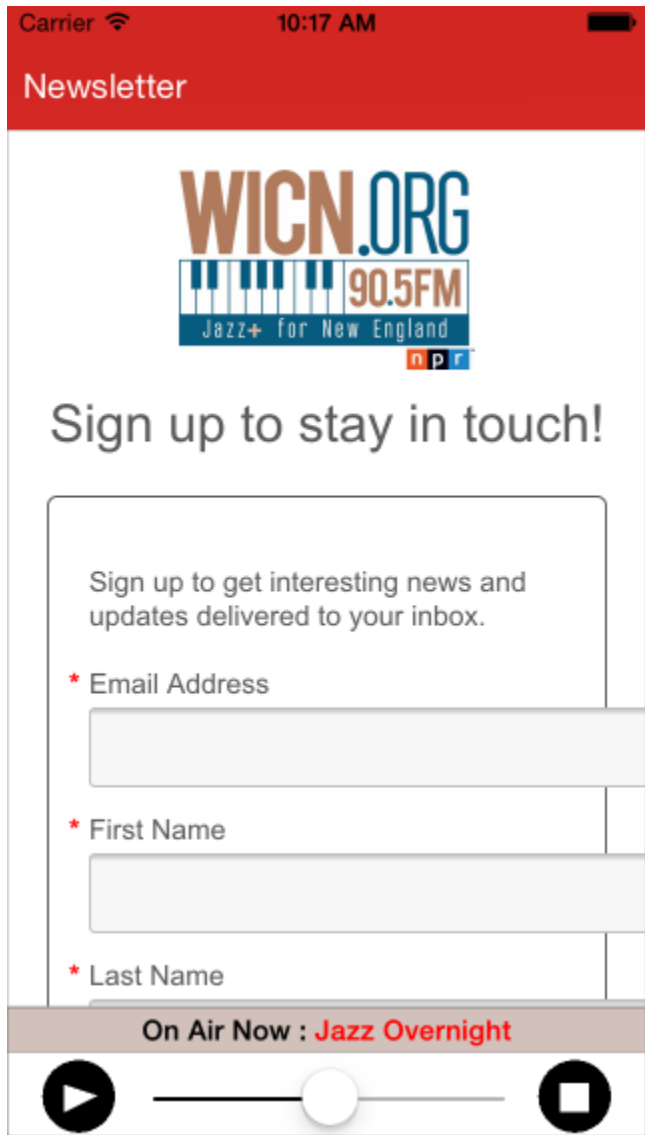 Carrier 10:17 AM
Newsletter
WICN.ORG
90.5FM
Jazz+ for New England
n p r
Sign up to stay in touch!
Sign up to get interesting news and
updates delivered to your inbox.
* Email Address
* First Name
* Last Name
On Air Now : Jazz Overnight